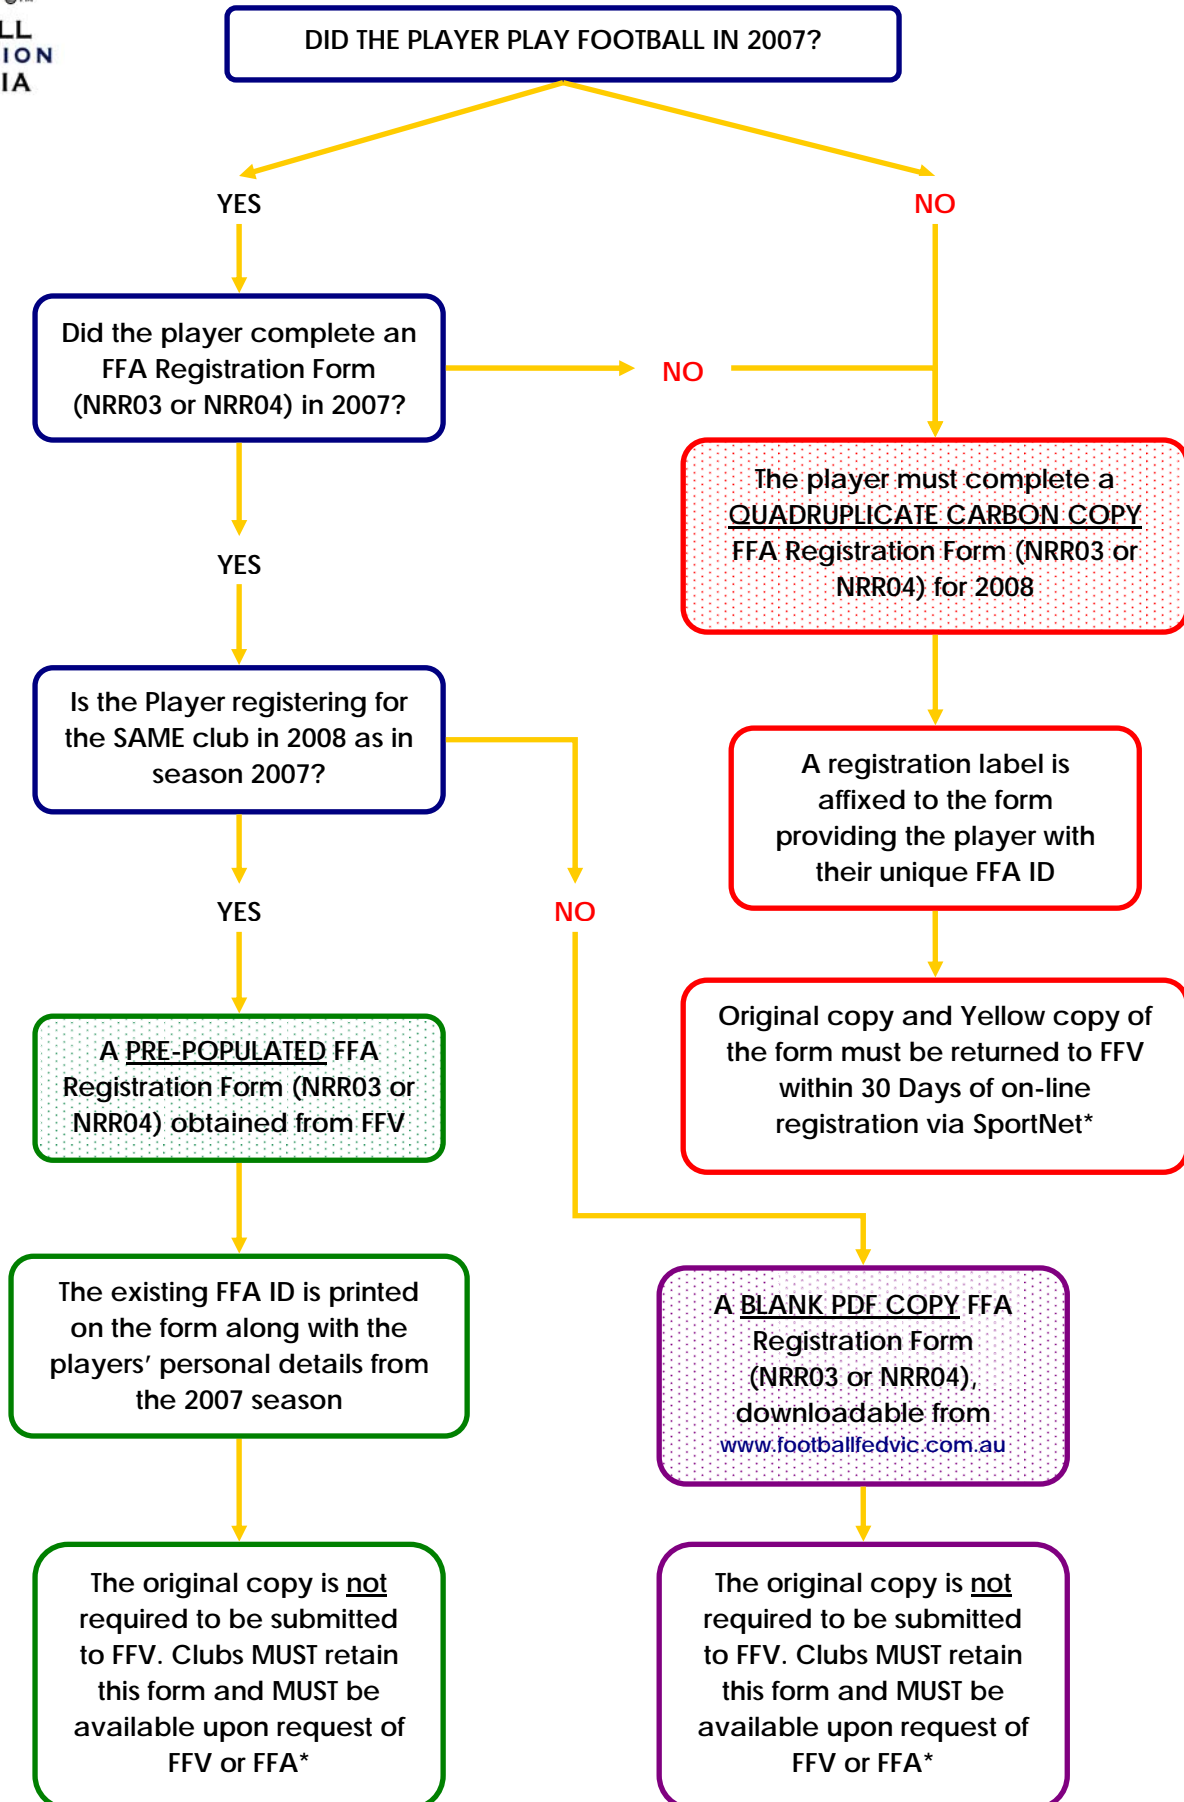 LL
ION
IA
DID THE PLAYER PLAY FOOTBALL IN 2007?
YES
NO
Did the player complete an
FFA Registration Form
(NRR03 or NRR04) in 2007?
NO
The player must complete a
QUADRUPLICATE CARBON COPY
FFA Registration Form (NRR03 or
NRR04) for 2008
YES
Is the Player registering for
the SAME club in 2008 as in
season 2007?
A registration label is
affixed to the form
providing the player with
their unique FFA ID
YES
NO
Original copy and Yellow copy of
the form must be returned to FFV
within 30 Days of on-line
registration via SportNet*
A PRE-POPULATED FFA
Registration Form (NRR03 or
NRR04) obtained from FFV
The existing FFA ID is printed
on the form along with the
players’ personal details from
the 2007 season
A BLANK PDF COPY FFA
Registration Form
(NRR03 or NRR04),
downloadable from
www.footballfedvic.com.au
The original copy is not
required to be submitted
to FFV. Clubs MUST retain
this form and MUST be
available upon request of
FFV or FFA*
The original copy is not
required to be submitted
to FFV. Clubs MUST retain
this form and MUST be
available upon request of
FFV or FFA*